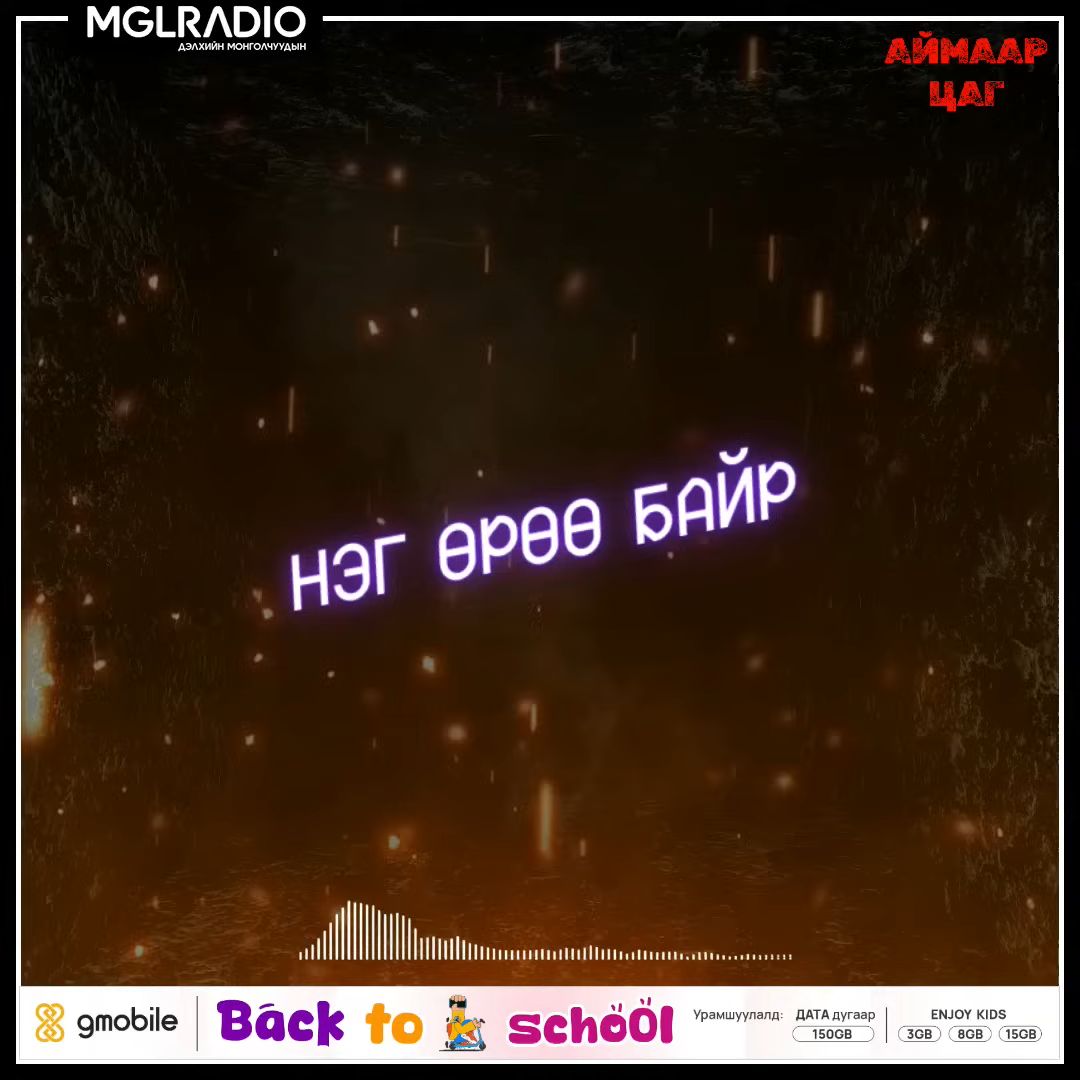 MGLRADIO
ДЭЛХИЙН МОНГОЛЧУУДЫН
АЙМААР
ЦАГ
НЭГ ӨРӨӨ БАЙР
gmobile
Back to school
Урамшуулалд:
ДАТА дугаар
150GB
ENJOY KIDS
3GB 8GB 15GB